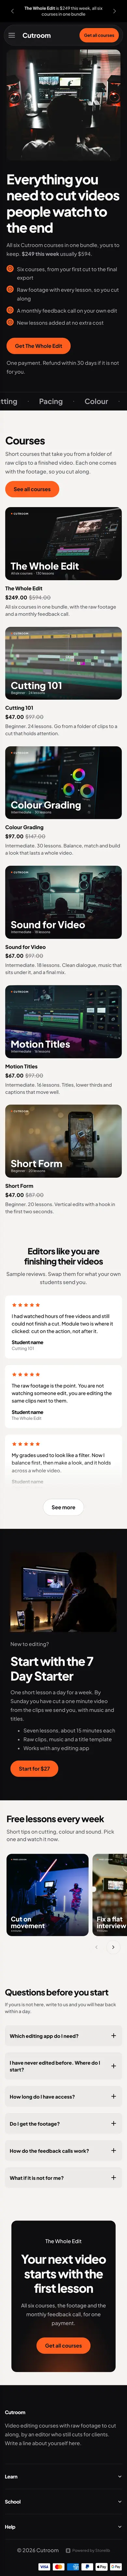 The Whole Edit is $249 this week, all six
courses in one bundle
Cutroom
Get all courses
Everything you
need to cut videos
people watch to
the end
All six Cutroom courses in one bundle, yours to
keep. $249 this week usually $594.
Six courses, from your first cut to the final
export
Raw footage with every lesson, so you cut
along
A monthly feedback call on your own edit
New lessons added at no extra cost
Get The Whole Edit
One payment. Refund within 30 days if it is not
for you.
Pacing
Colour
Courses
Short courses that take you from a folder of
raw clips to a finished video. Each one comes
with the footage, so you cut along.
See all courses
CUTROOM
The Whole Edit
The Whole Edit
$249.00 $594.00
All six courses in one bundle, with the raw footage
and a monthly feedback call.
CUTROOM
Cutting 101
Beginner · 24 lessons
Cutting 101
$47.00 $97.00
Beginner. 24 lessons. Go from a folder of clips to a
cut that holds attention.
CUTROOM
Colour Grading
Intermediate · 30 lessons
Colour Grading
$97.00 $147.00
Intermediate. 30 lessons. Balance, match and build
a look that lasts a whole video.
CUTROOM
Sound for Video
Sound for Video
$67.00 $97.00
Intermediate. 18 lessons. Clean dialogue, music that
sits under it, and a final mix.
CUTROOM
Motion Titles
Intermediate · 16 lessons
Motion Titles
$67.00 $97.00
Intermediate. 16 lessons. Titles, lower thirds and
captions that move well.
CUTROOM
Short Form
Beginner · 20 lessons
Short Form
$47.00 $87.00
Beginner. 20 lessons. Vertical edits with a hook in
the first two seconds.
Editors like you are
finishing their videos
Sample reviews. Swap them for what your own
students send you.
I had watched hours of free videos and still
could not finish a cut. Module two is where it
clicked: cut on the action, not after it.
Student name
Cutting 101
The raw footage is the point. You are not
watching someone edit, you are editing the
same clips next to them.
Student name
The Whole Edit
My grades used to look like a filter. Now I
balance first, then make a look, and it holds
across a whole video.
Student name
See more
New to editing?
Start with the 7
Day Starter
One short lesson a day for a week. By
Sunday you have cut a one minute video
from the clips we send you, with music and
titles.
Seven lessons, about 15 minutes each
Raw clips, music and a title template
Works with any editing app
Start for $27
Free lessons every week
Short tips on cutting, colour and sound. Pick
one and watch it now.
Cut on
movement
Fix a flat
interview
Questions before you start
If yours is not here, write to us and you will hear back
within a day.
Which editing app do I need?
I have never edited before. Where do I
start?
How long do I have access?
Do I get the footage?
How do the feedback calls work?
What if it is not for me?
The Whole Edit
Your next video
starts with the
first lesson
All six courses, the footage and the
monthly feedback call, for one
payment.
Get all courses
Cutroom
Video editing courses with raw footage to cut
along, by an editor who still cuts for clients.
Write a line about yourself here.
Learn
School
Help
© 2026 Cutroom
VISA
Pay